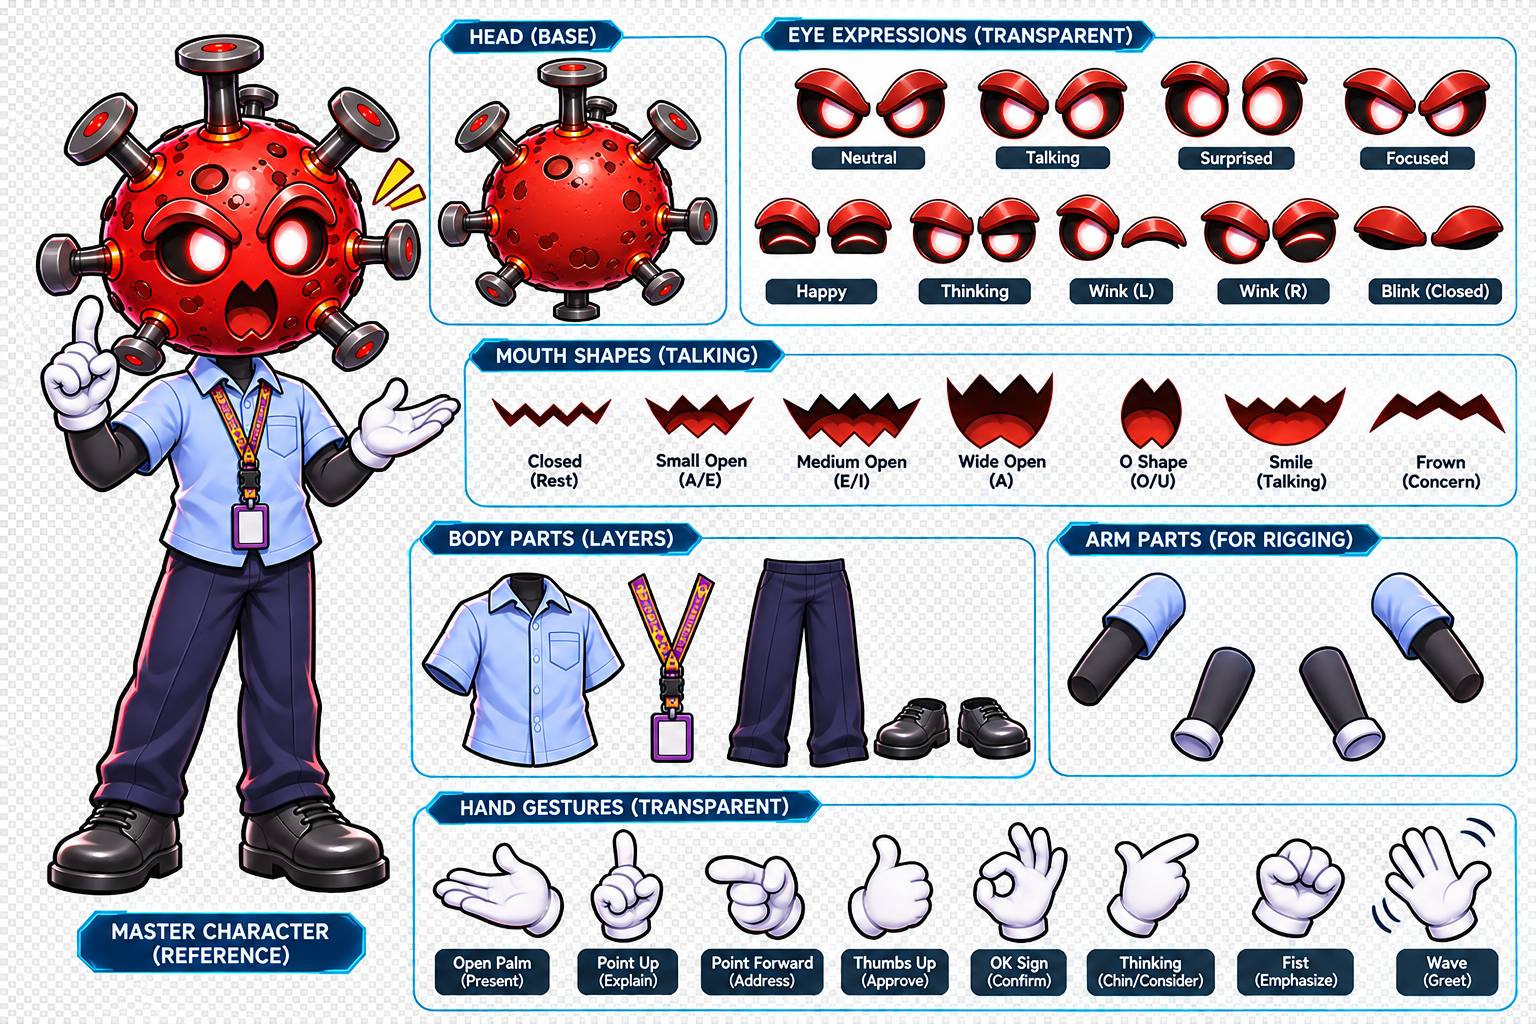 HEAD (BASE)
EYE EXPRESSIONS (TRANSPARENT)
Neutral
Talking
Surprised
Focused
Happy
Thinking
Wink (L)
Wink (R)
Blink (Closed)
MOUTH SHAPES (TALKING)
Closed
(Rest)
Small Open
(A/E)
Medium Open
(E/I)
Wide Open
(A)
O Shape
(O/U)
Smile
(Talking)
Frown
(Concern)
BODY PARTS (LAYERS)
ARM PARTS (FOR RIGGING)
HAND GESTURES (TRANSPARENT)
Open Palm
(Present)
Point Up
(Explain)
Point Forward
(Address)
Thumbs Up
(Approve)
OK Sign
(Confirm)
Thinking
(Chin/Consider)
Fist
(Emphasize)
Wave
(Greet)
MASTER CHARACTER
(REFERENCE)